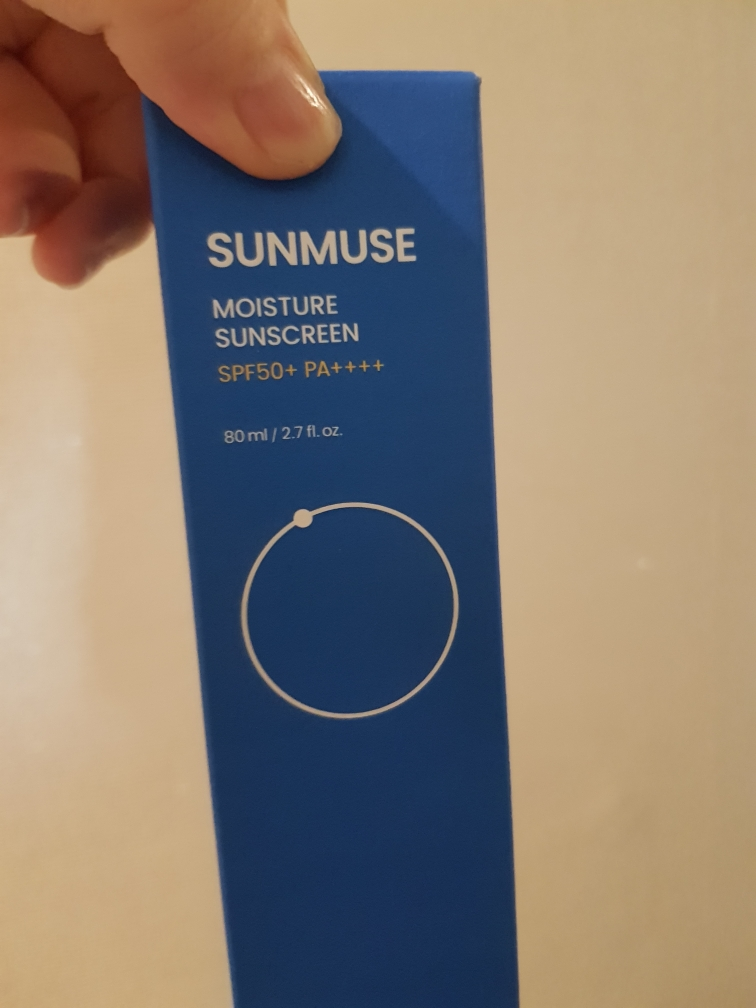 SUNMUSE
MOISTURE
SUNSCREEN
SPF50+ PA++++
80 ml / 2.7 fl. oz.